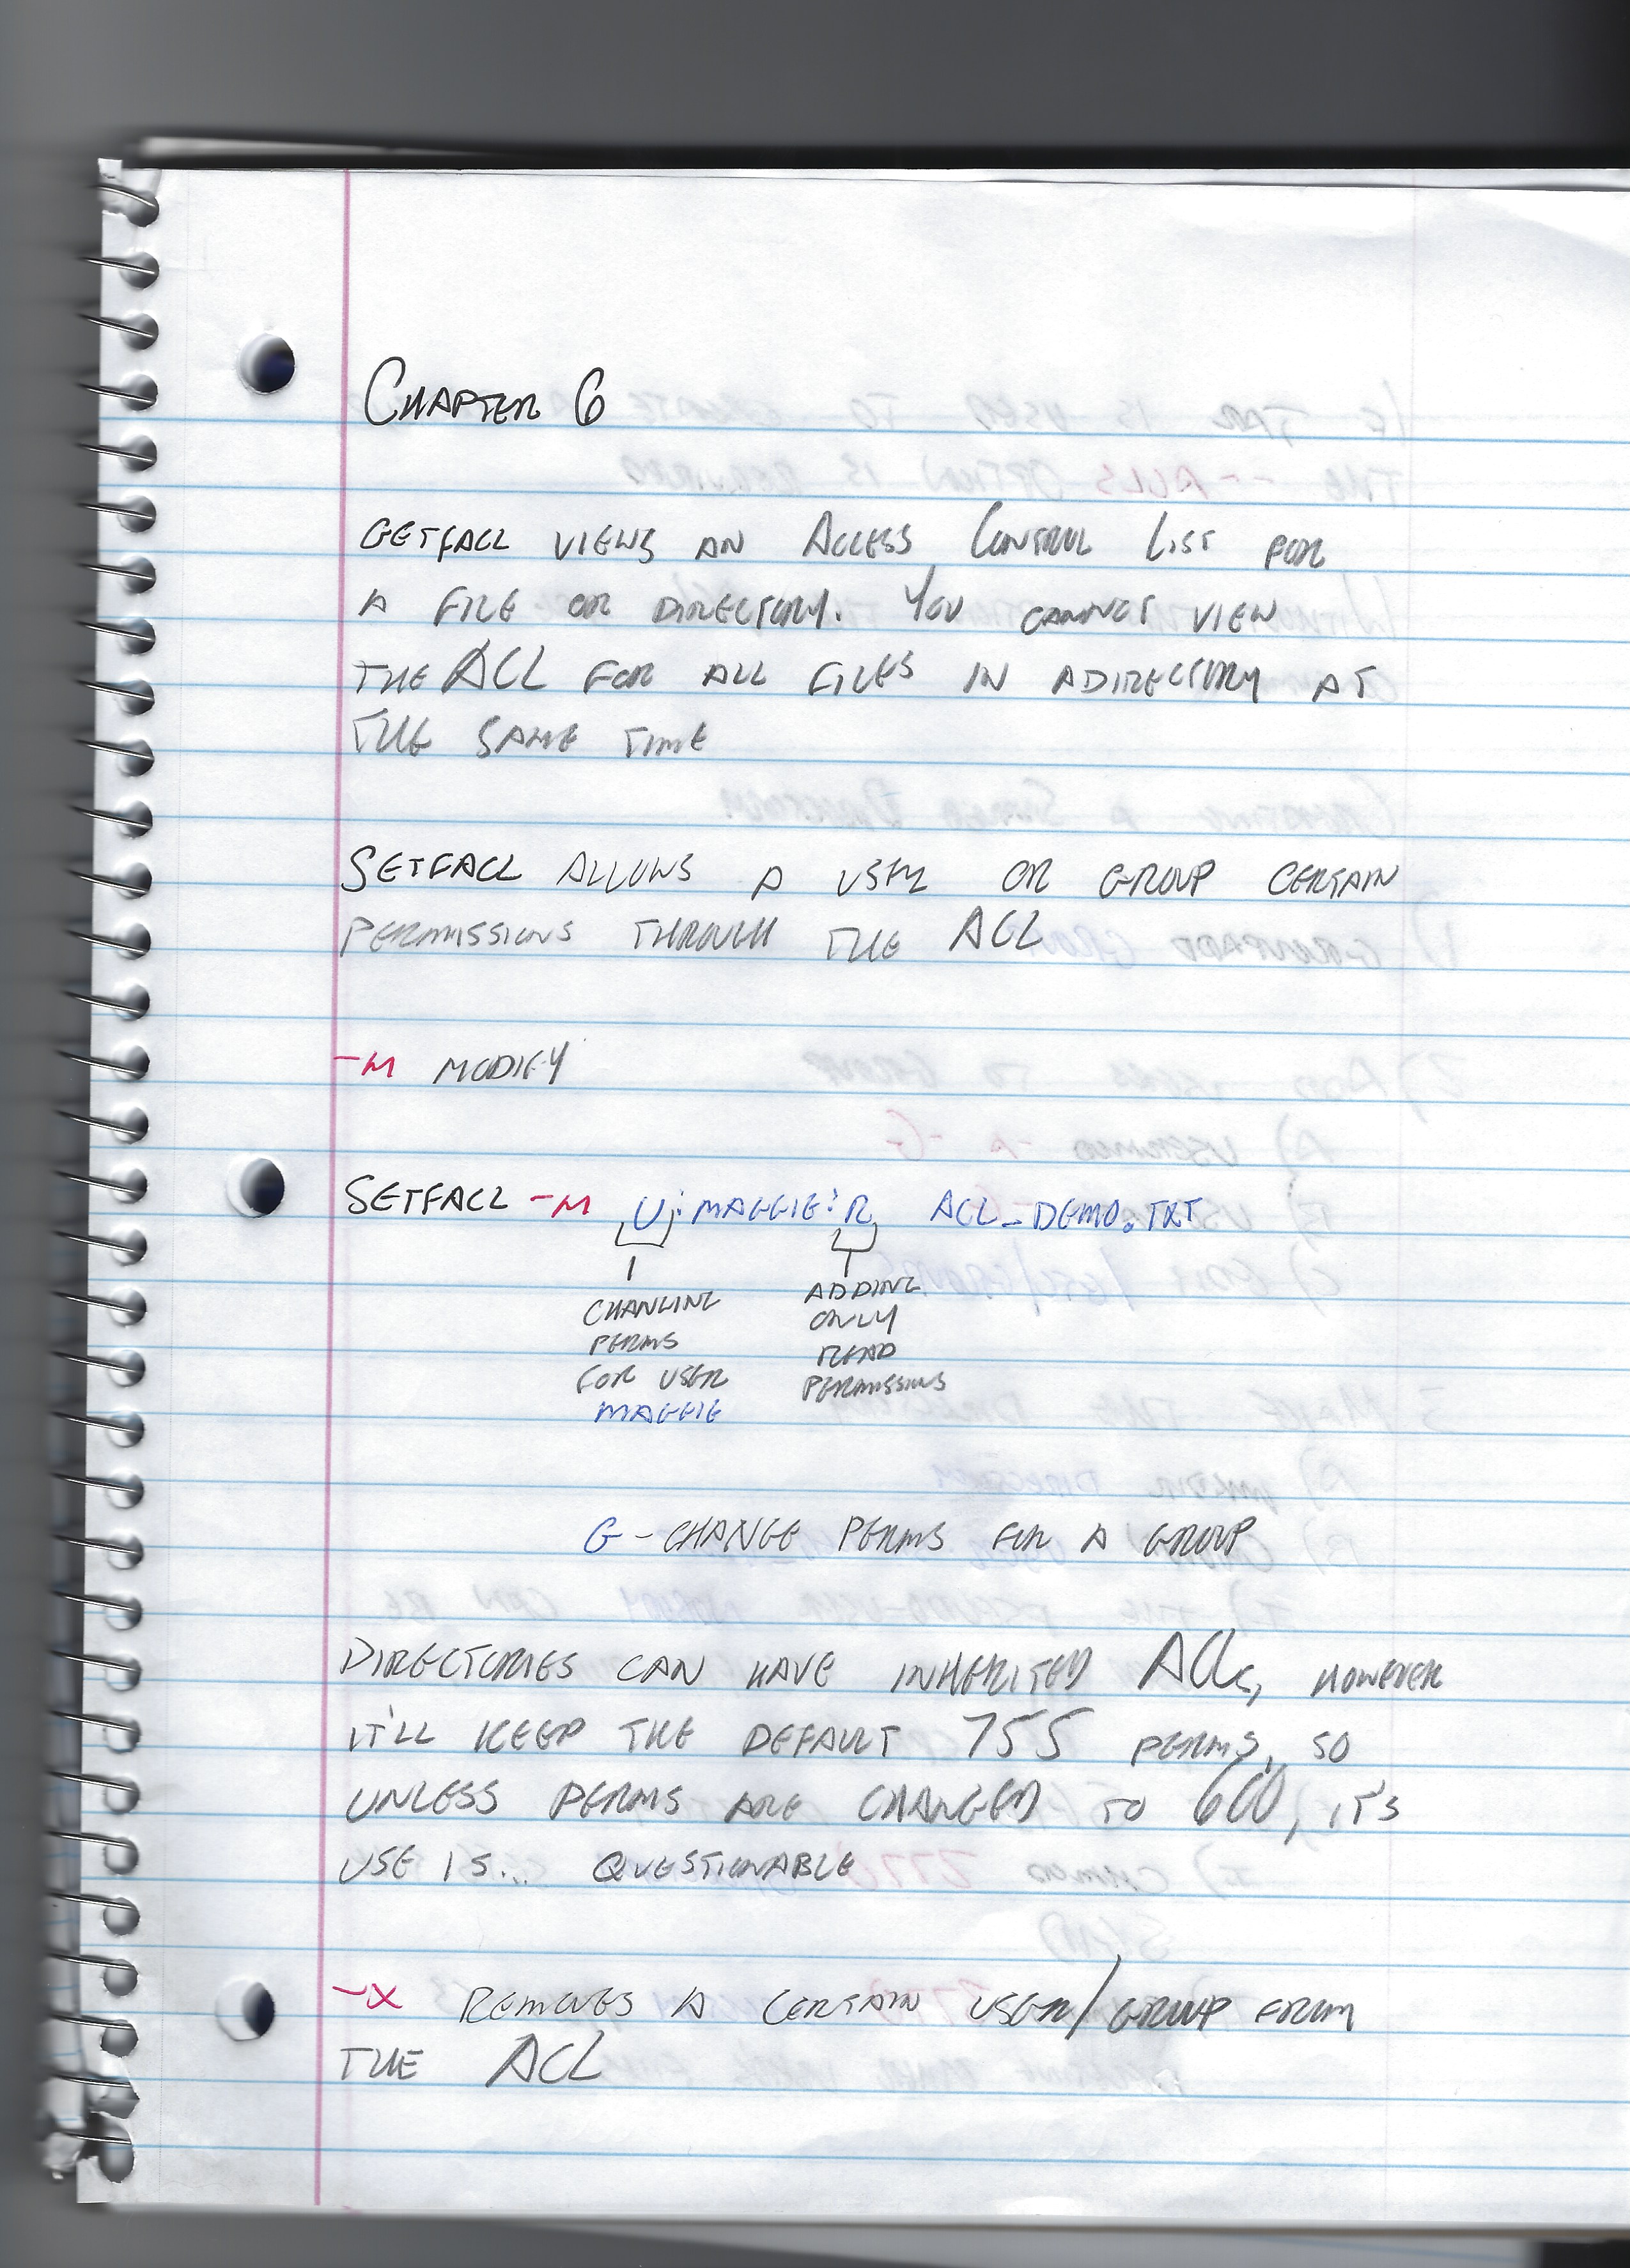 CHAPTER 6
GETFACL VIEWS AN ACCESS CONTROL LIST FOR
A FILE OR DIRECTORY. YOU CANNOT VIEW
THE ACL FOR ALL FILES IN A DIRECTORY AT
THE SAME TIME
SETFACL ALLOWS A USER OR GROUP CERTAIN
PERMISSIONS THROUGH THE ACL
-M MODIFY
SETFACL -M U:MAGGIE:R ACL_DEMO.TXT
CHANGING
PERMS
FOR USER
MAGGIE
ADDING
ONLY
READ
PERMISSIONS
G - CHANGE PERMS FOR A GROUP
DIRECTORIES CAN HAVE INHERITED ACLs, HOWEVER
IT'LL KEEP THE DEFAULT 755 PERMS, SO
UNLESS PERMS ARE CHANGED TO 600, IT'S
USE IS... QUESTIONABLE
-X REMOVES A CERTAIN USER/GROUP FROM
THE ACL